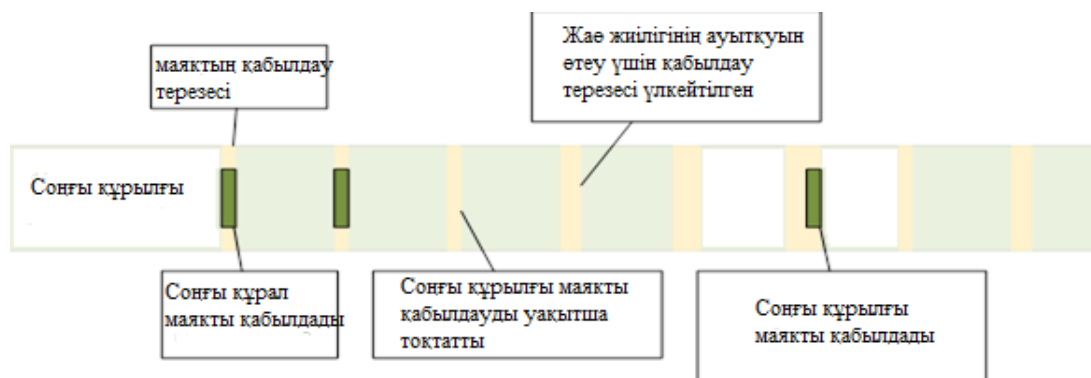 маяктың қабылдау
терезесі
Жаә жиілігінің ауытқуын
өтеу үшін қабылдау
терезесі үлкейтілген
Соңғы құрылғы
Соңғы құрал
маякты қабылдады
Соңғы құрылғы маякты
қабылдауды уақытша
тоқтатты
Соңғы құрылғы
маякты қабылдады